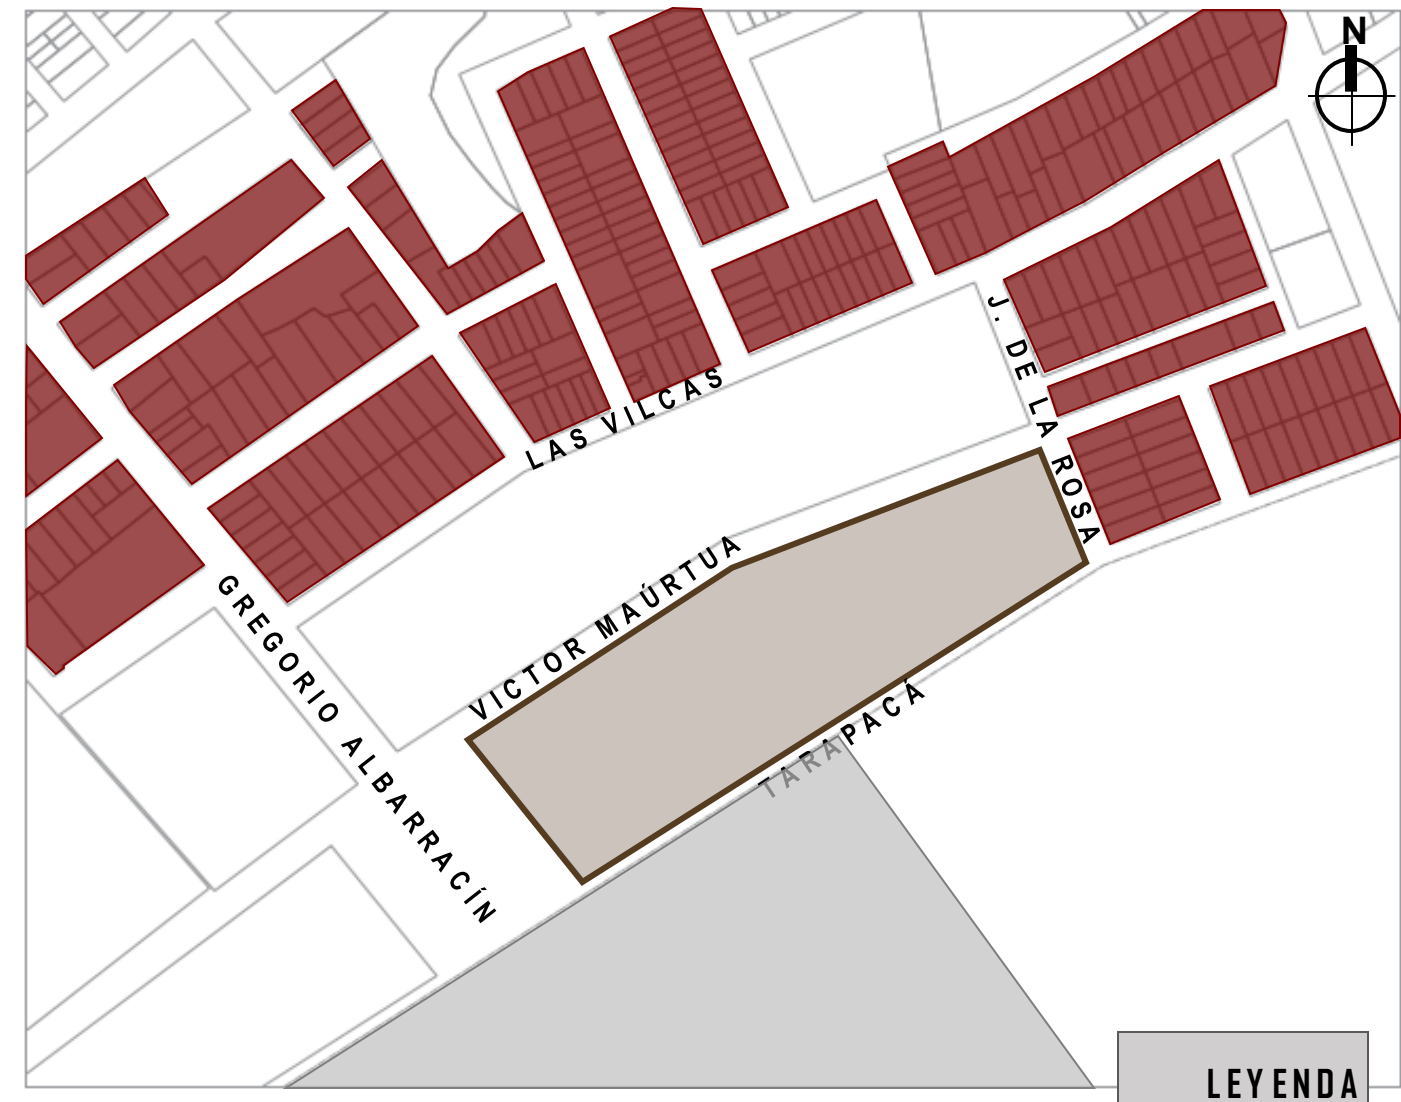 N
J. DE LA ROSA
LAS VILCAS
VICTOR MAÚRTUA
GREGORIO ALBARRACÍN
TARAPACÁ
LEYENDA